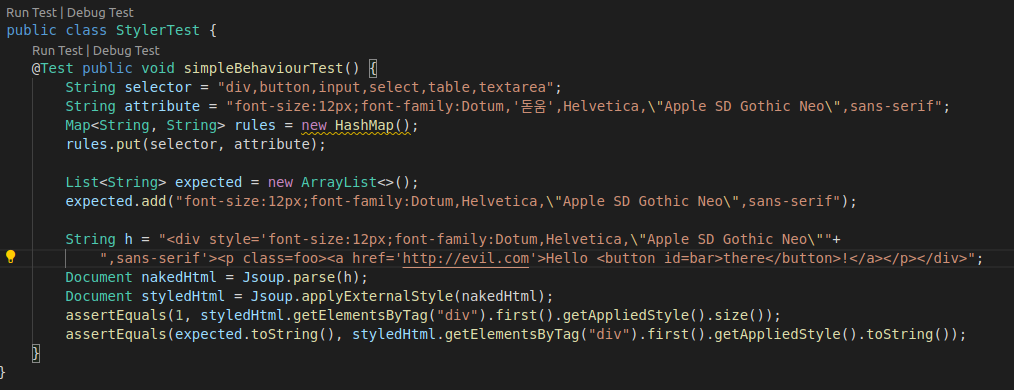 Run Test | Debug Test
public class StylerTest {
Run Test | Debug Test
@Test public void simpleBehaviourTest() {
String selector = "div,button,input,select,table,textarea";
String attribute = "font-size:12px;font-family:Dotum,'돋움',Helvetica,\"Apple SD Gothic Neo\",sans-serif";
Map<String, String> rules = new HashMap();
rules.put(selector, attribute);
List<String> expected = new ArrayList<>();
expected.add("font-size:12px;font-family:Dotum,Helvetica,\"Apple SD Gothic Neo\",sans-serif");
String h = "<div style='font-size:12px;font-family:Dotum,Helvetica,\"Apple SD Gothic Neo\""+
",sans-serif'><p class=foo><a href='http://evil.com'>Hello <button id=bar>there</button>!</a></p></div>";
Document nakedHtml = Jsoup.parse(h);
Document styledHtml = Jsoup.applyExternalStyle(nakedHtml);
assertEquals(1, styledHtml.getElementsByTag("div").first().getAppliedStyle().size());
assertEquals(expected.toString(), styledHtml.getElementsByTag("div").first().getAppliedStyle().toString());
}
}